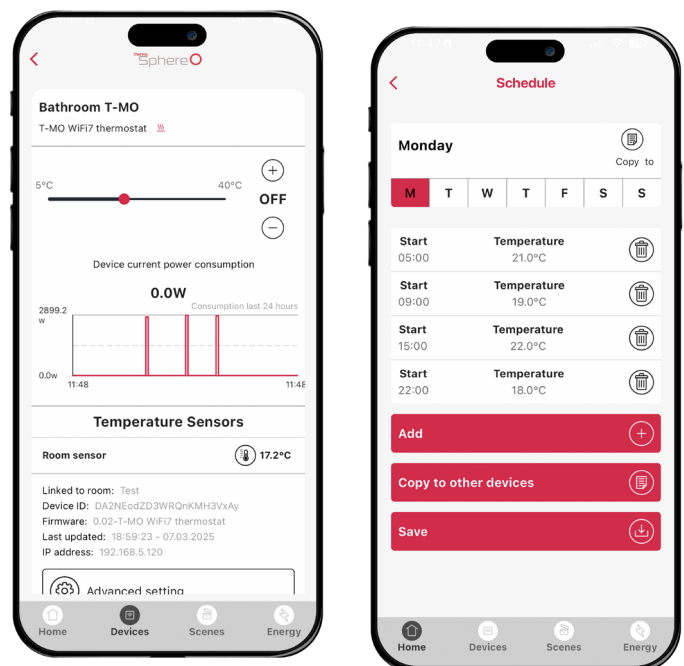 thermo
SphereO
Bathroom T-MO
T-MO WiFi7 thermostat
5°C
40°C
OFF
Device current power consumption
0.0W
Consumption last 24 hours
2899.2
w
0.0w
11:48
11:48
Temperature Sensors
Room sensor
17.2°C
Linked to room: Test
Device ID: DA2NEodZD3WRQnKMH3VxAy
Firmware: 0.02-T-MO WiFi7 thermostat
Last updated: 18:59:23 - 07.03.2025
IP address: 192.168.5.120
Advanced setting
Home
Devices
Scenes
Energy
Schedule
Monday
Copy to
M T W T F S S
Start Temperature
05:00 21.0°C
Start Temperature
09:00 19.0°C
Start Temperature
15:00 22.0°C
Start Temperature
22:00 18.0°C
Add
Copy to other devices
Save
Home
Devices
Scenes
Energy